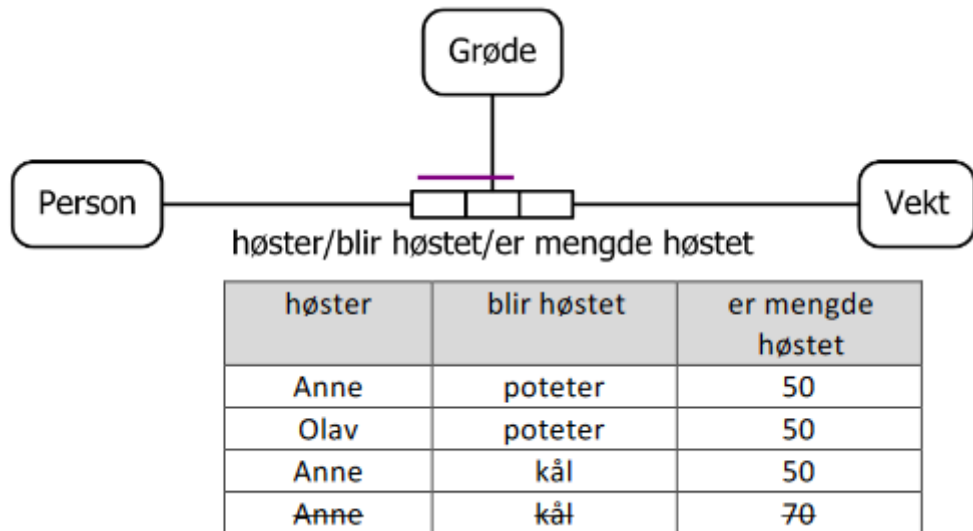 Grøde
Person
Vekt
høster/blir høstet/er mengde høstet
høster blir høstet er mengde
høstet
Anne poteter 50
Olav poteter 50
Anne kål 50
Anne kål 70